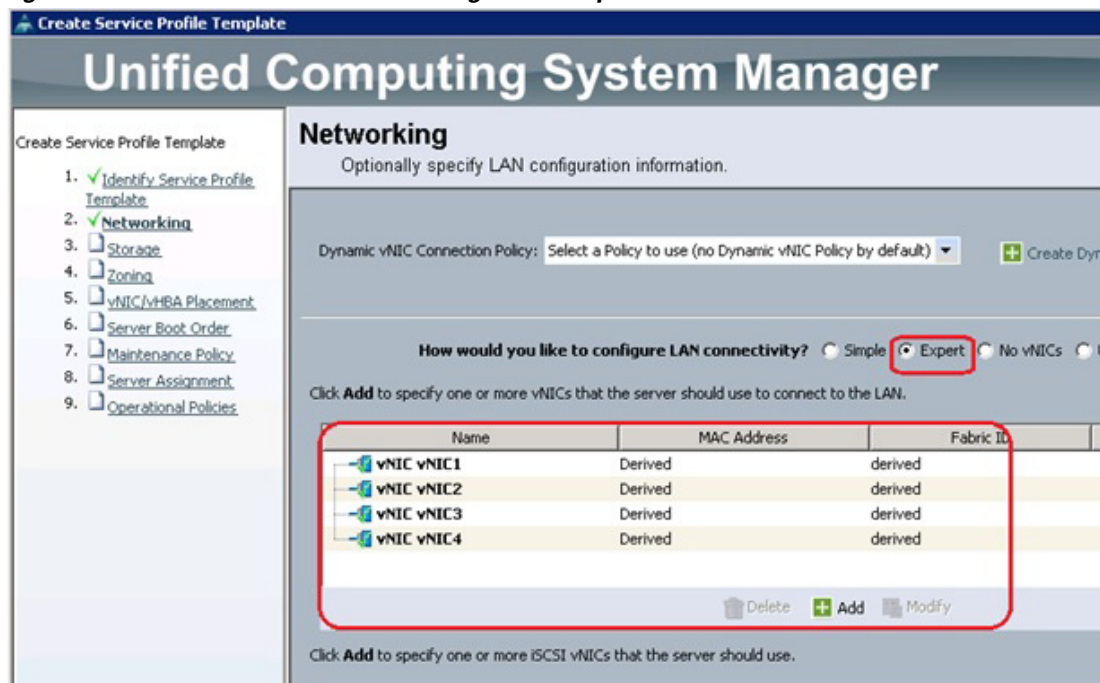 Create Service Profile Template
Unified Computing System Manager
Create Service Profile Template
1. Identify Service Profile
Template
2. Networking
3. Storage
4. Zoning
5. vNIC/vHBA Placement
6. Server Boot Order
7. Maintenance Policy
8. Server Assignment
9. Operational Policies
Networking
Optionally specify LAN configuration information.
Dynamic vNIC Connection Policy: Select a Policy to use (no Dynamic vNIC Policy by default) Create Dyn
How would you like to configure LAN connectivity? Simple Expert No vNICs
Click Add to specify one or more vNICs that the server should use to connect to the LAN.
Name MAC Address Fabric ID
vNIC vNIC1 Derived derived
vNIC vNIC2 Derived derived
vNIC vNIC3 Derived derived
vNIC vNIC4 Derived derived
Delete Add Modify
Click Add to specify one or more iSCSI vNICs that the server should use.